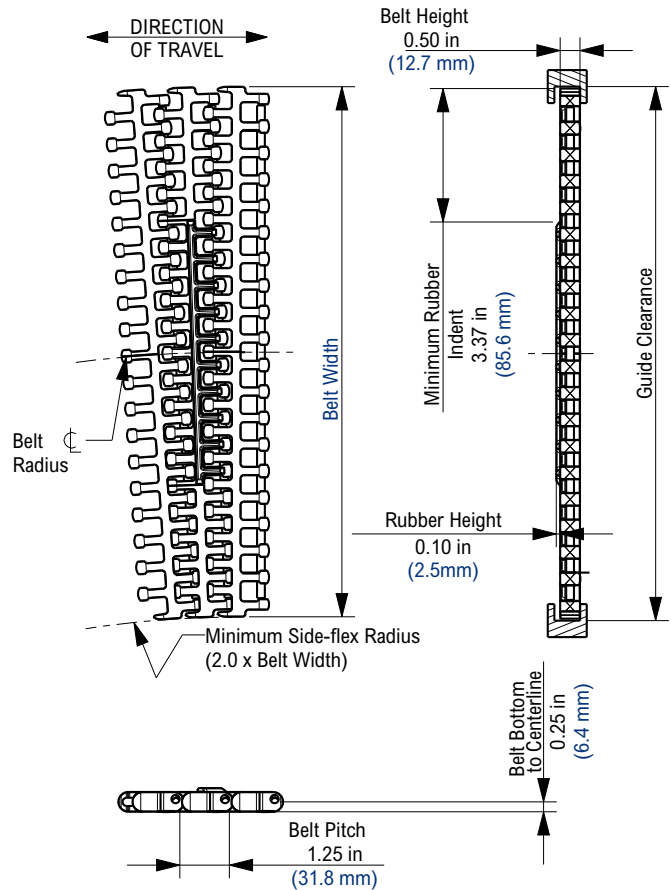 DIRECTION
OF TRAVEL
Belt Height
0.50 in
(12.7 mm)
Minimum Rubber
Indent
3.37 in
(85.6 mm)
Belt Width
Guide Clearance
Belt ℄
Radius
Rubber Height
0.10 in
(2.5mm)
Minimum Side-flex Radius
(2.0 x Belt Width)
Belt Bottom
to Centerline
0.25 in
(6.4 mm)
Belt Pitch
1.25 in
(31.8 mm)